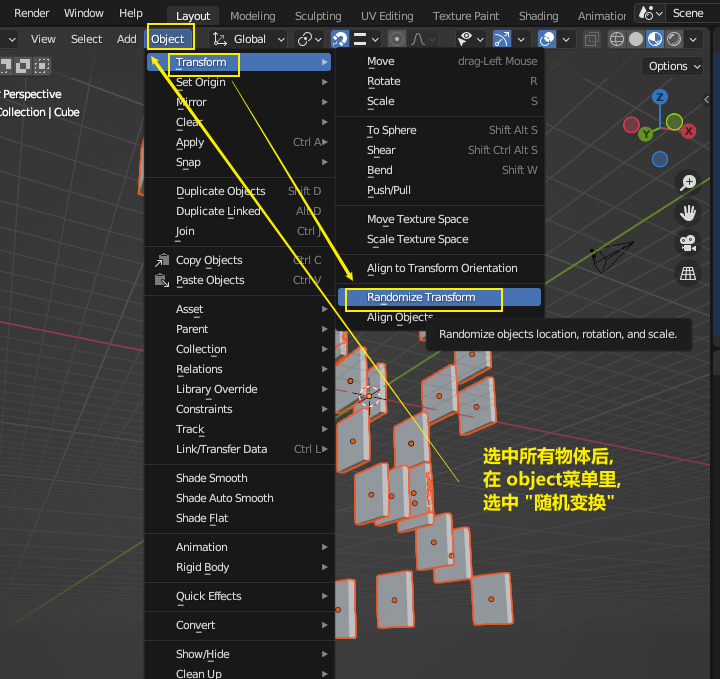 Render Window Help Layout Modeling Sculpting UV Editing Texture Paint Shading Animation Scene
View Select Add Object Global
Options
Perspective
Collection | Cube
Transform
Set Origin
Mirror
Clear
Apply Ctrl A
Snap
Duplicate Objects Shift D
Duplicate Linked Alt D
Join Ctrl J
Copy Objects Ctrl C
Paste Objects Ctrl V
Asset
Parent
Collection
Relations
Library Override
Constraints
Track
Link/Transfer Data Ctrl L
Shade Smooth
Shade Auto Smooth
Shade Flat
Animation
Rigid Body
Quick Effects
Convert
Show/Hide
Clean Up
Move drag-Left Mouse
Rotate R
Scale S
To Sphere Shift Alt S
Shear Shift Ctrl Alt S
Bend Shift W
Push/Pull
Move Texture Space
Scale Texture Space
Align to Transform Orientation
Randomize Transform
Align Objects
Randomize objects location, rotation, and scale.
Z
X
Y
选中所有物体后,
在 object菜单里,
选中 "随机变换"